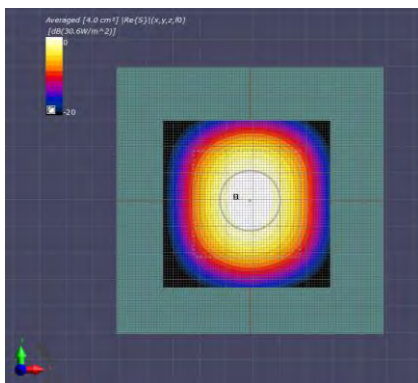 Averaged [4.0 cm²] |Re{S}|(x,y,z,f0)
[dB(30.6W/m^2)]
0
-20